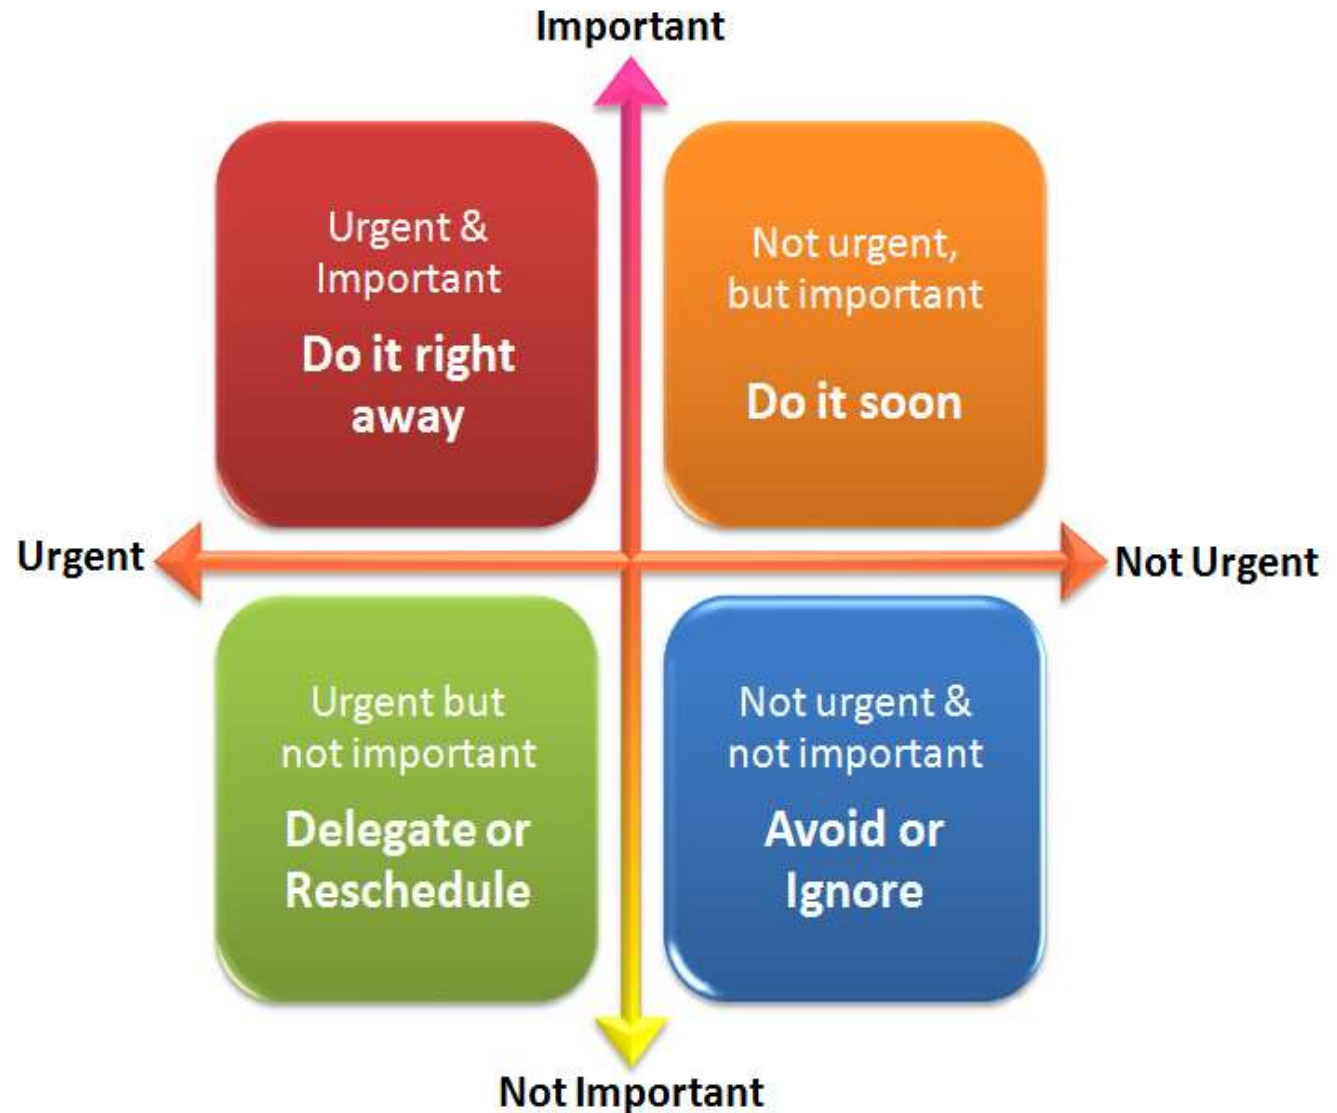 Important
Urgent &
Important
Do it right
away
Not urgent,
but important
Do it soon
Urgent
Not Urgent
Urgent but
not important
Delegate or
Reschedule
Not urgent &
not important
Avoid or
Ignore
Not Important